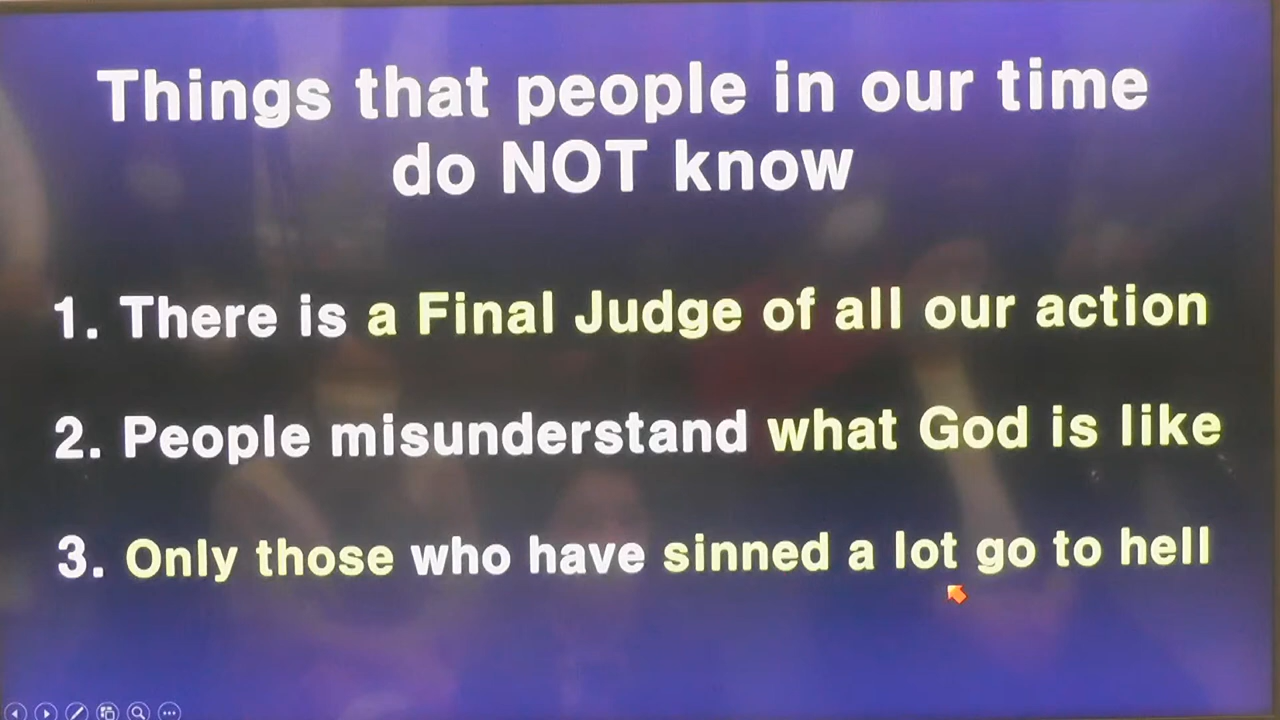 Things that people in our time
do NOT know
1. There is a Final Judge of all our action
2. People misunderstand what God is like
3. Only those who have sinned a lot go to hell